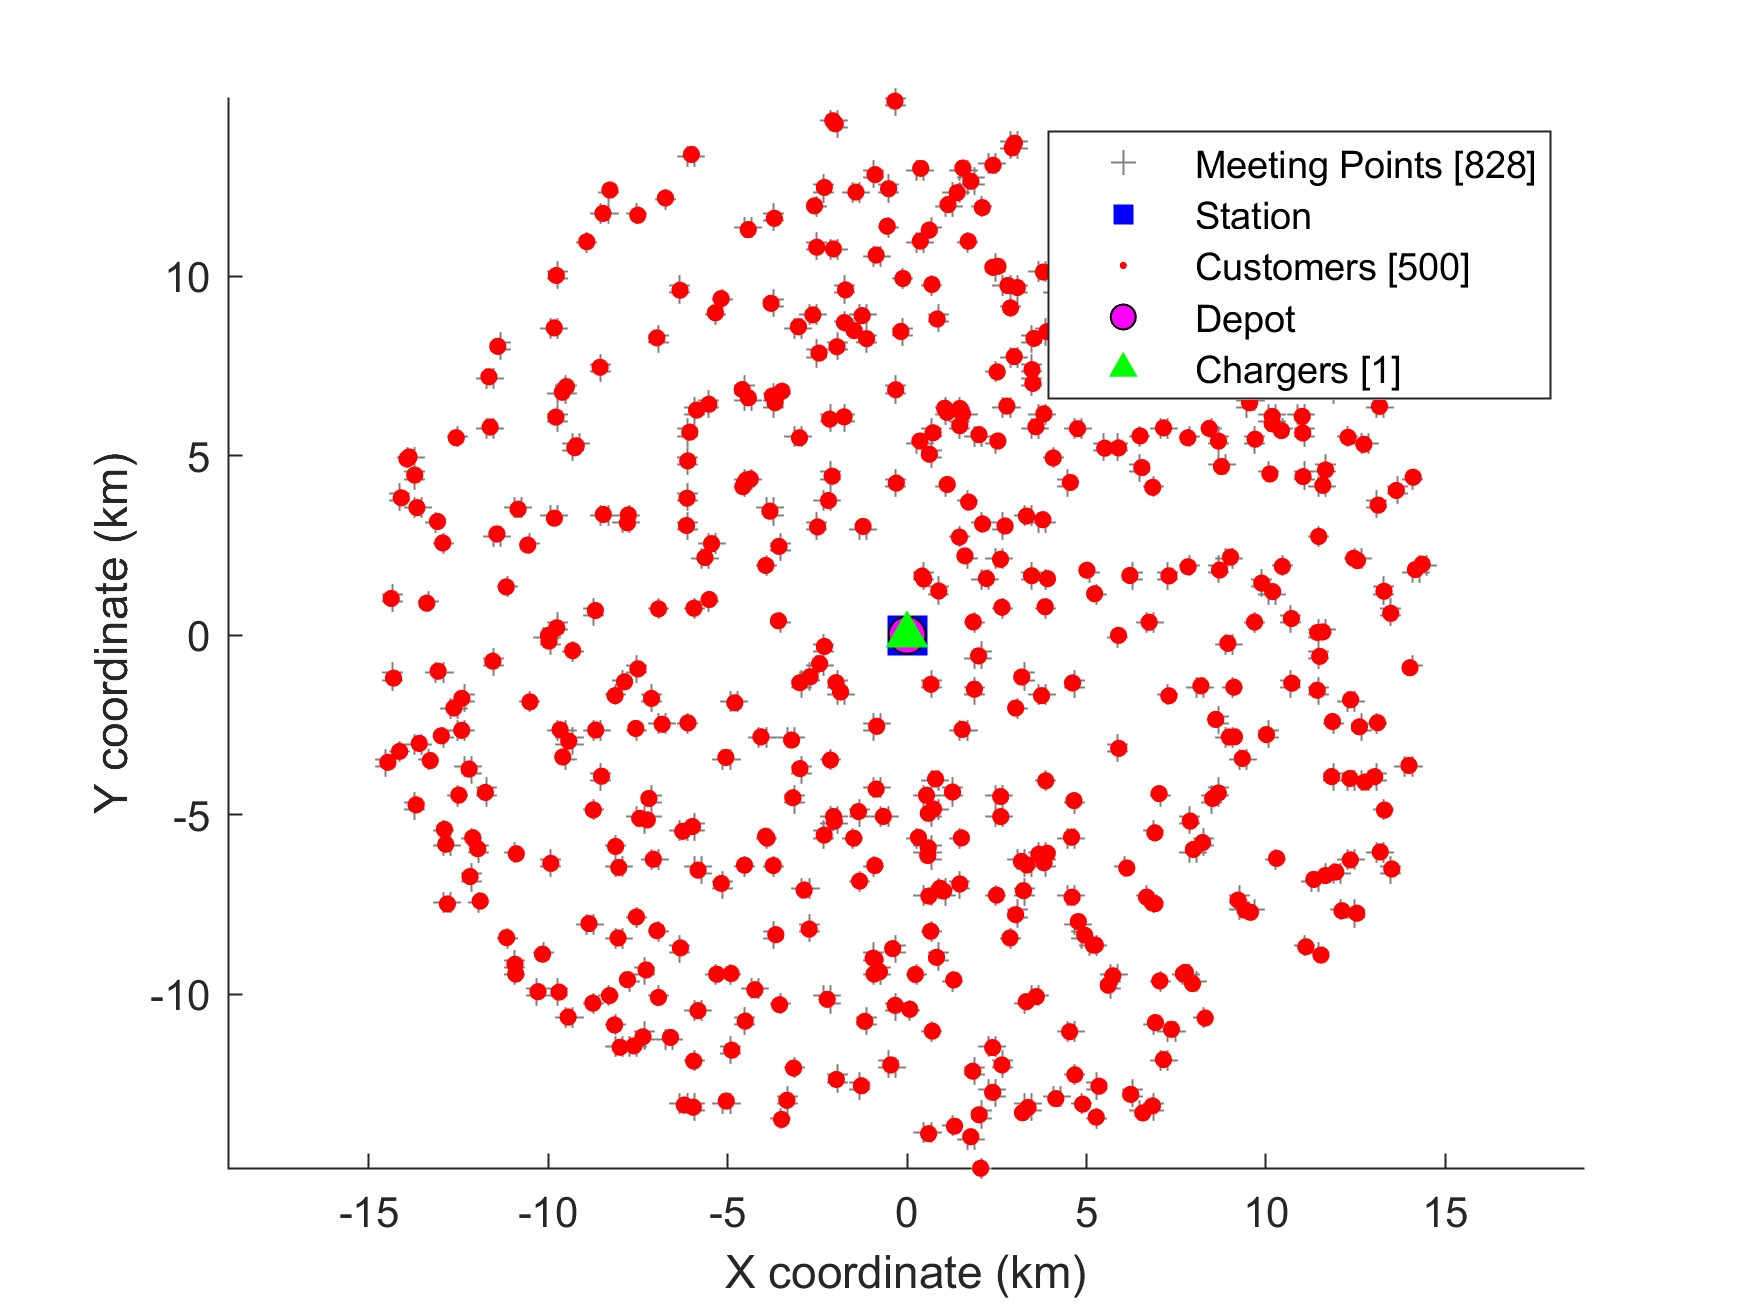 Meeting Points [828]
Station
Customers [500]
Depot
Chargers [1]
10
5
0
-5
-10
Y coordinate (km)
-15 -10 -5 0 5 10 15
X coordinate (km)